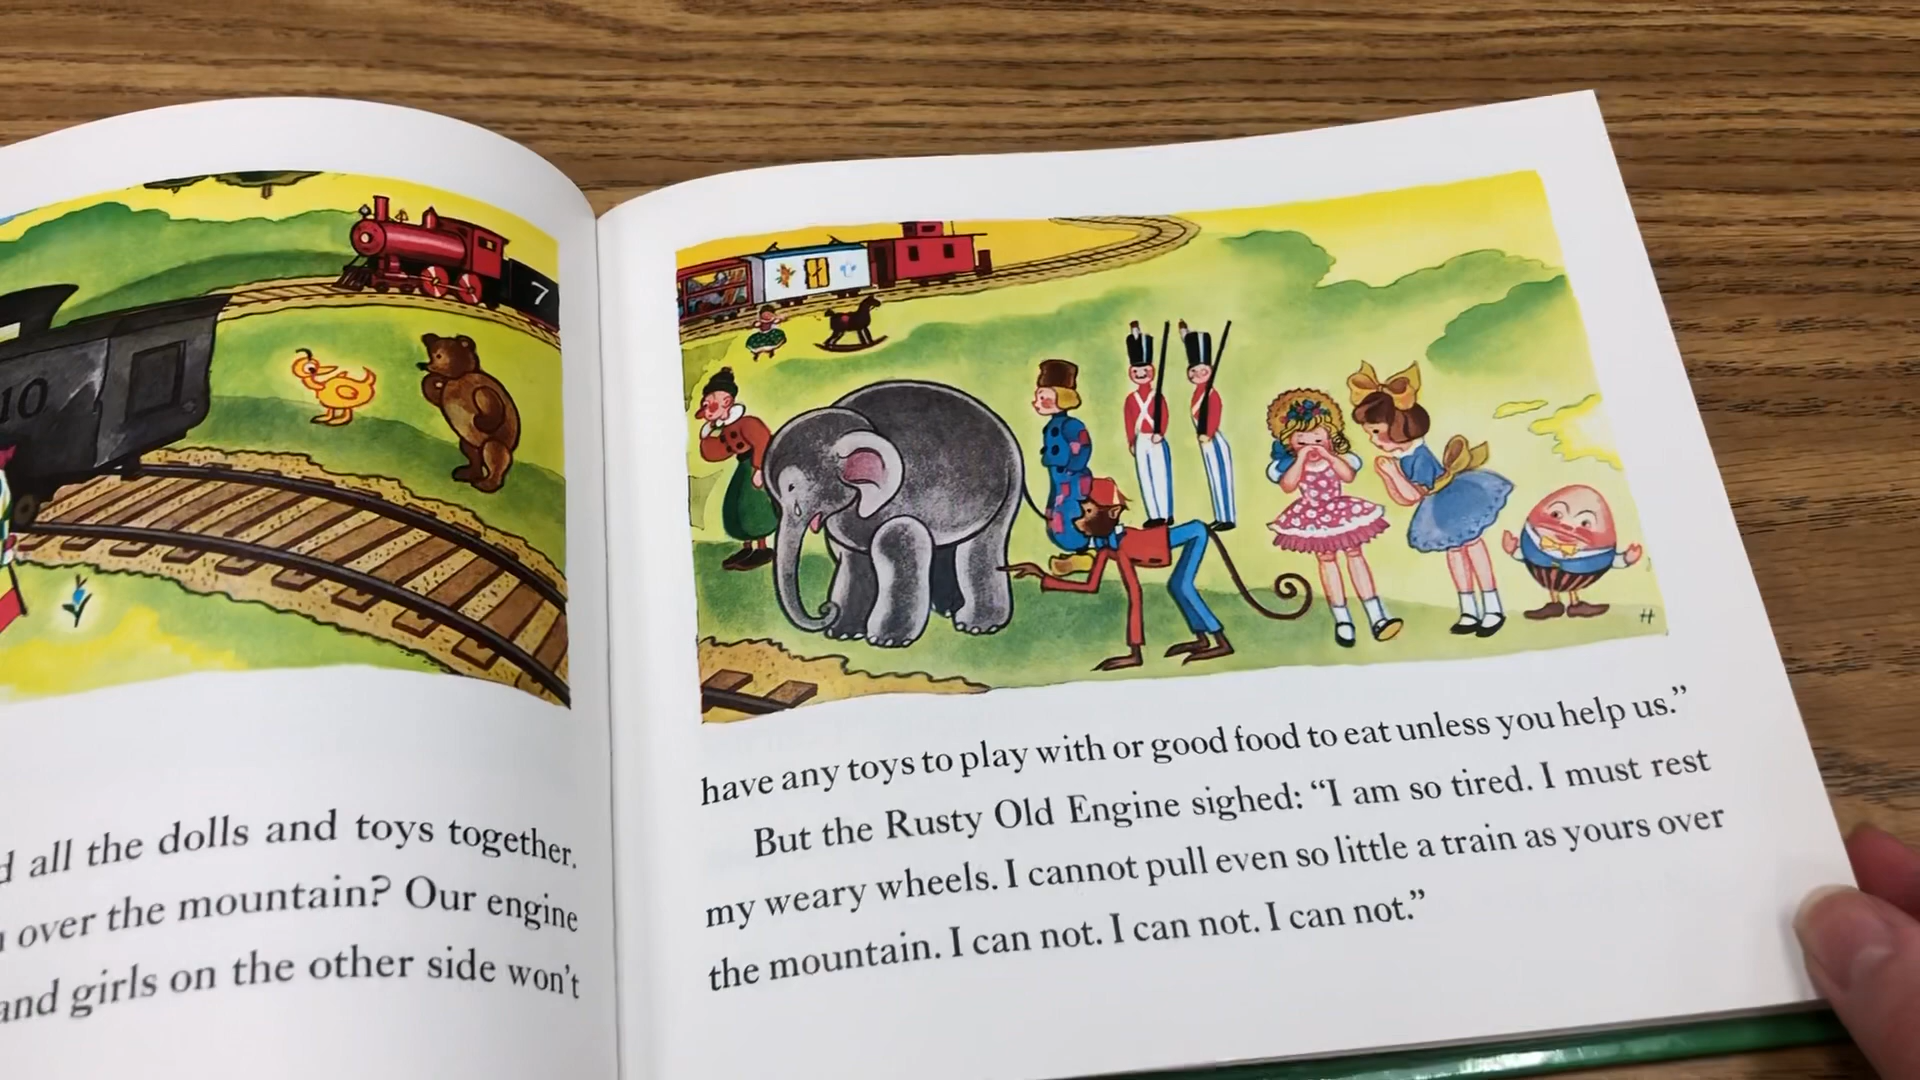 7
10
all the dolls and toys together.
over the mountain? Our engine
and girls on the other side won't
H
have any toys to play with or good food to eat unless you help us.”
But the Rusty Old Engine sighed: “I am so tired. I must rest
my weary wheels. I cannot pull even so little a train as yours over
the mountain. I can not. I can not. I can not.”